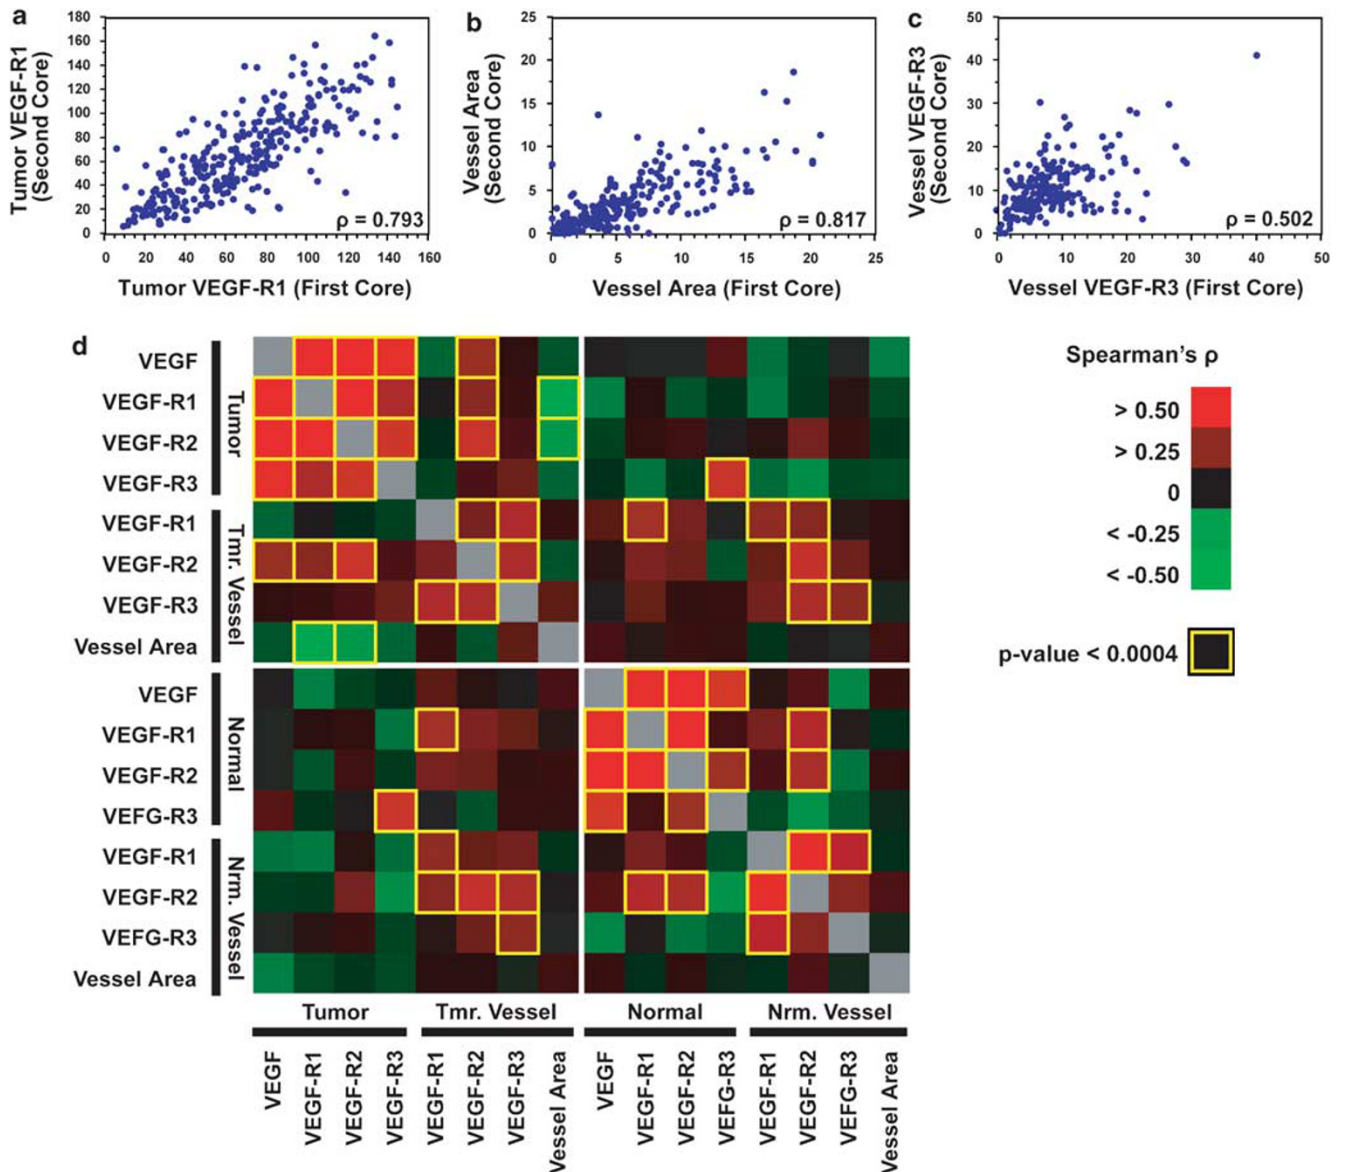 a
Tumor VEGF-R1
(Second Core)
180
160
140
120
100
80
60
40
20
0
0 20 40 60 80 100 120 140 160
ρ = 0.793
Tumor VEGF-R1 (First Core)
b
Vessel Area
(Second Core)
25
20
15
10
5
0
0 5 10 15 20 25
ρ = 0.817
Vessel Area (First Core)
c
Vessel VEGF-R3
(Second Core)
50
40
30
20
10
0
0 10 20 30 40 50
ρ = 0.502
Vessel VEGF-R3 (First Core)
d
Tumor
VEGF
VEGF-R1
VEGF-R2
VEGF-R3
Tmr. Vessel
VEGF-R1
VEGF-R2
VEGF-R3
Vessel Area
Normal
VEGF
VEGF-R1
VEGF-R2
VEFG-R3
Nrm. Vessel
VEGF-R1
VEGF-R2
VEFG-R3
Vessel Area
Tumor
Tmr. Vessel
Normal
Nrm. Vessel
VEGF
VEGF-R1
VEGF-R2
VEGF-R3
VEGF-R1
VEGF-R2
VEGF-R3
Vessel Area
VEGF
VEGF-R1
VEGF-R2
VEFG-R3
VEGF-R1
VEGF-R2
VEFG-R3
Vessel Area
Spearman's ρ
> 0.50
> 0.25
0
< -0.25
< -0.50
p-value < 0.0004